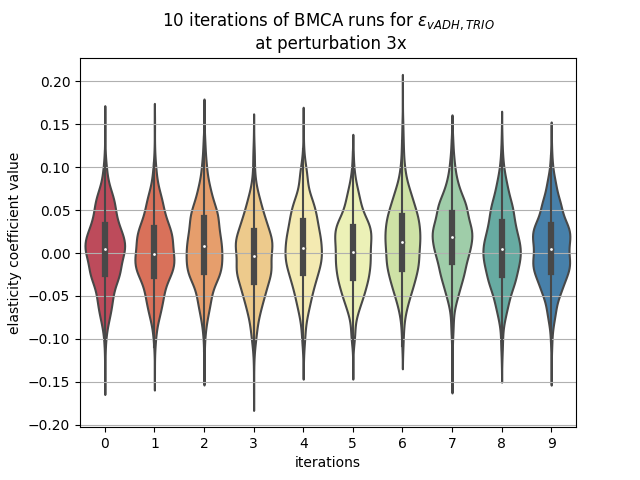 10 iterations of BMCA runs for ε_{vADH, TRIO}
at perturbation 3x
elasticity coefficient value
0.20
0.15
0.10
0.05
0.00
−0.05
−0.10
−0.15
−0.20
0 1 2 3 4 5 6 7 8 9
iterations